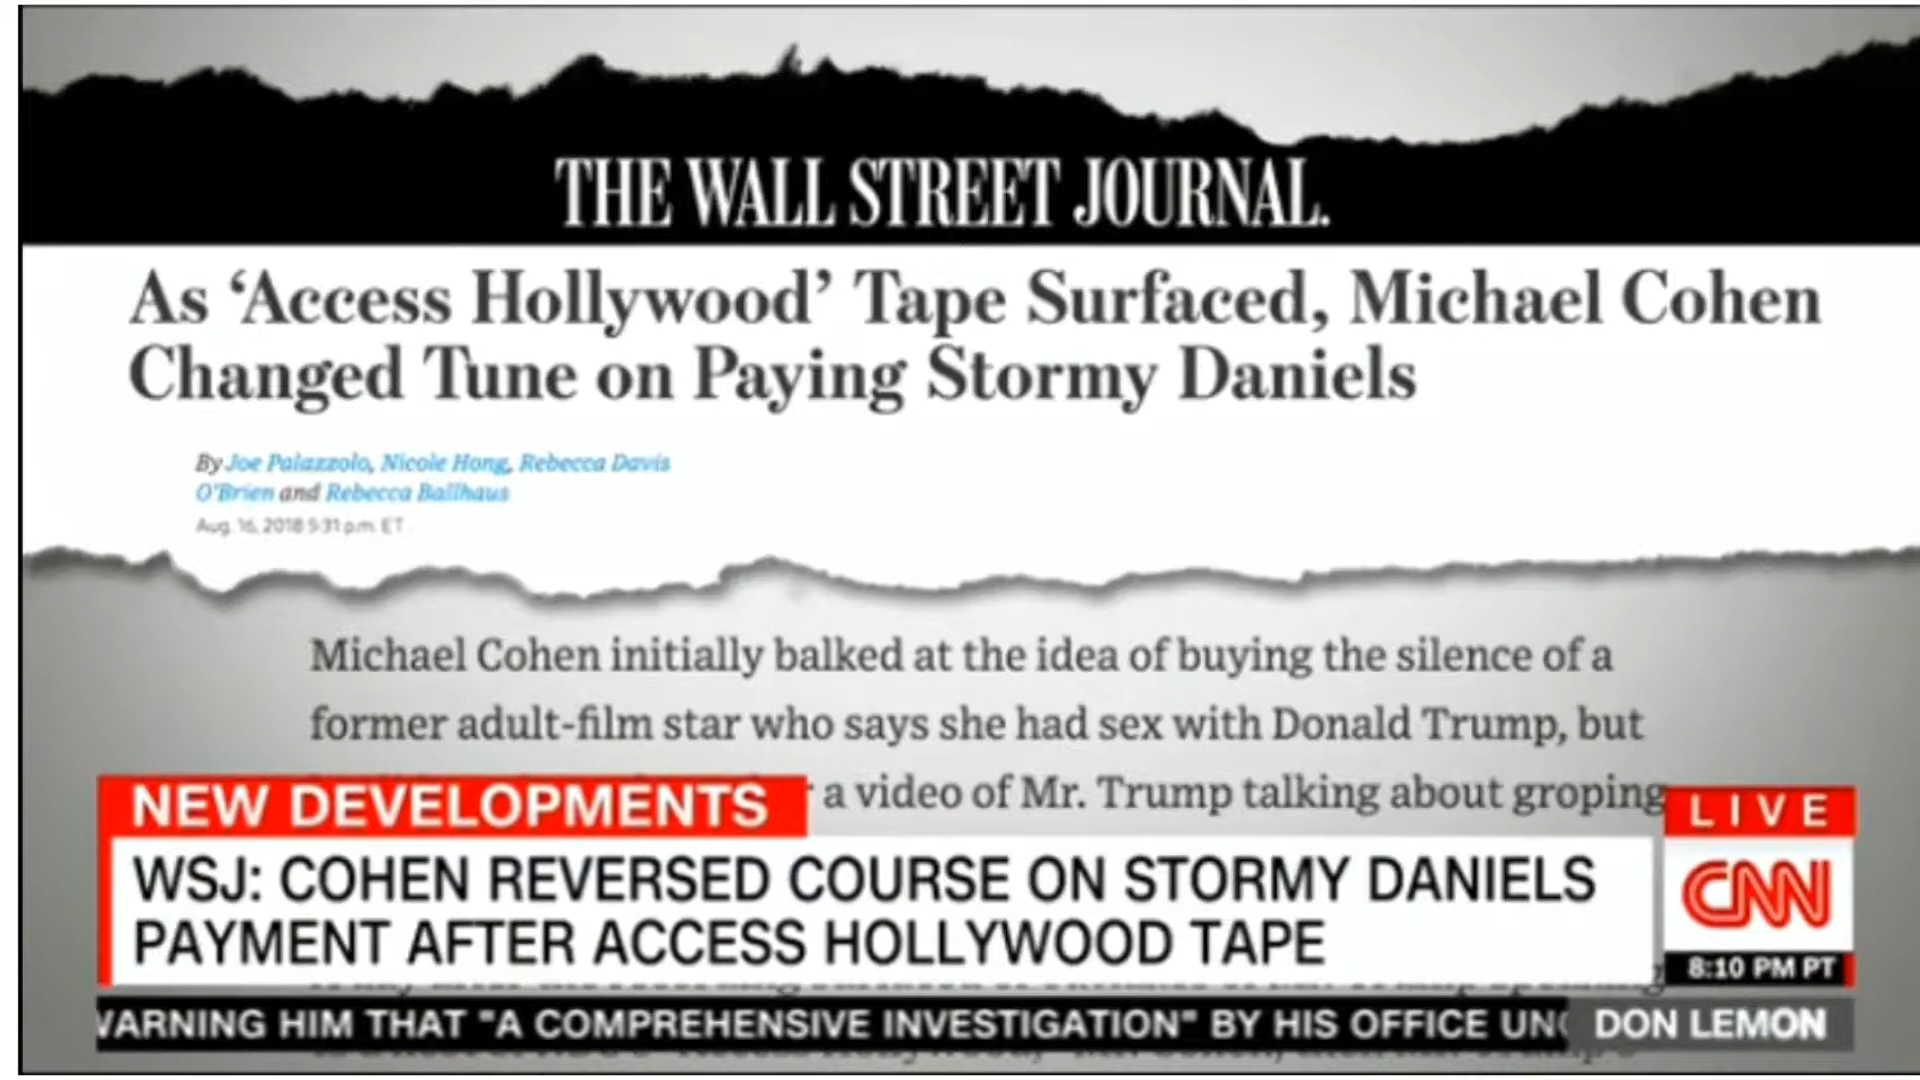 THE WALL STREET JOURNAL.
As ‘Access Hollywood’ Tape Surfaced, Michael Cohen
Changed Tune on Paying Stormy Daniels
By Joe Palazzolo, Nicole Hong, Rebecca Davis
O'Brien and Rebecca Ballhaus
Aug. 16, 2018 5:31 p.m. ET
Michael Cohen initially balked at the idea of buying the silence of a
former adult-film star who says she had sex with Donald Trump, but
a video of Mr. Trump talking about groping
NEW DEVELOPMENTS
WSJ: COHEN REVERSED COURSE ON STORMY DANIELS
PAYMENT AFTER ACCESS HOLLYWOOD TAPE
LIVE
CNN
8:10 PM PT
HIM THAT "A COMPREHENSIVE INVESTIGATION" BY HIS OFFICE
DON LEMON